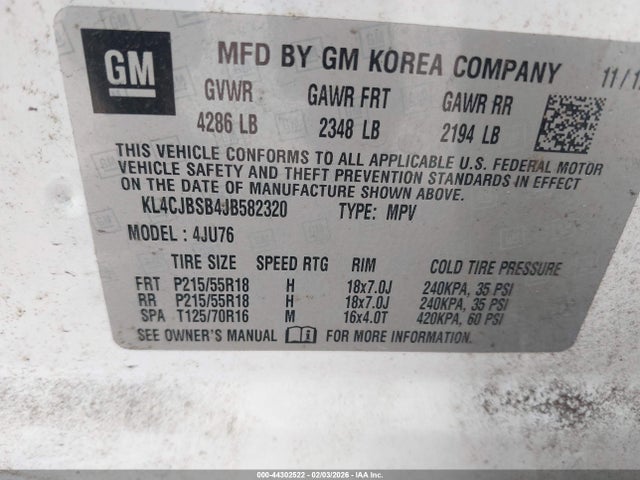 GM
MFD BY GM KOREA COMPANY 11/1
GVWR GAWR FRT GAWR RR
4286 LB 2348 LB 2194 LB
THIS VEHICLE CONFORMS TO ALL APPLICABLE U.S. FEDERAL MOTOR
VEHICLE SAFETY AND THEFT PREVENTION STANDARDS IN EFFECT
ON THE DATE OF MANUFACTURE SHOWN ABOVE.
KL4CJBSB4JB582320 TYPE: MPV
MODEL : 4JU76
TIRE SIZE SPEED RTG RIM COLD TIRE PRESSURE
FRT P215/55R18 H 18x7.0J 240KPA, 35 PSI
RR P215/55R18 H 18x7.0J 240KPA, 35 PSI
SPA T125/70R16 M 16x4.0T 420KPA, 60 PSI
SEE OWNER'S MANUAL FOR MORE INFORMATION
000-44302522 - 02/03/2026 - IAAI.com